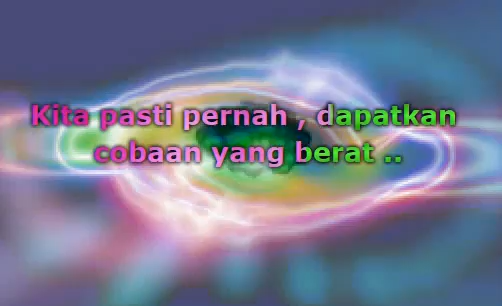 Kita pasti pernah , dapatkan
cobaan yang berat ..